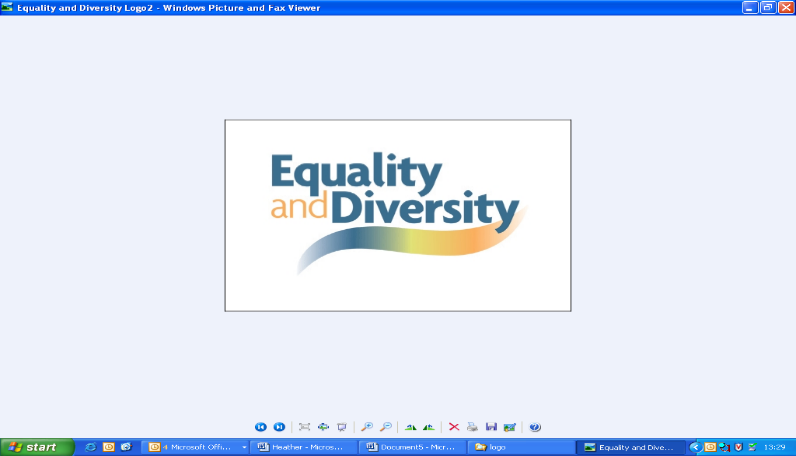 Equality and Diversity Logo2 - Windows Picture and Fax Viewer
Equality
and Diversity
start
4 Microsoft Offi...
Heather - Micros...
Document5 - Micr...
logo
Equality and Dive...
13:29